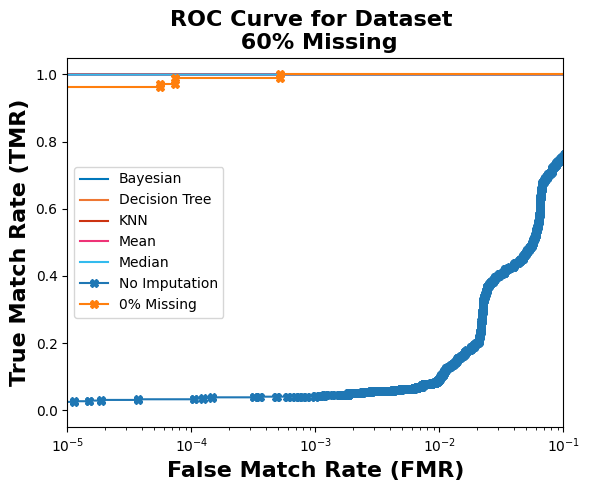 ROC Curve for Dataset
60% Missing
True Match Rate (TMR)
1.0
0.8
0.6
0.4
0.2
0.0
Bayesian
Decision Tree
KNN
Mean
Median
No Imputation
0% Missing
10⁻⁵
10⁻⁴
10⁻³
10⁻²
10⁻¹
False Match Rate (FMR)